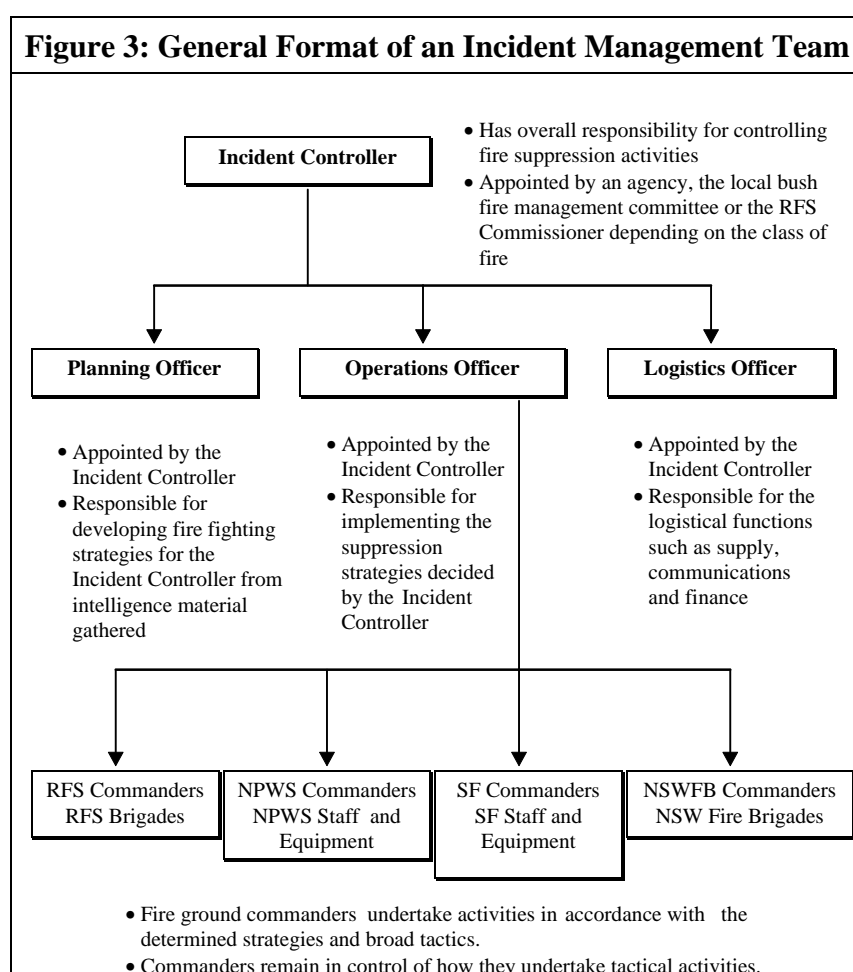 Figure 3: General Format of an Incident Management Team
Incident Controller
• Has overall responsibility for controlling
fire suppression activities
• Appointed by an agency, the local bush
fire management committee or the RFS
Commissioner depending on the class of
fire
Planning Officer
Operations Officer
Logistics Officer
• Appointed by the
Incident Controller
• Responsible for
developing fire fighting
strategies for the
Incident Controller from
intelligence material
gathered
• Appointed by the
Incident Controller
• Responsible for
implementing the
suppression
strategies decided
by the Incident
Controller
• Appointed by the
Incident Controller
• Responsible for the
logistical functions
such as supply,
communications
and finance
RFS Commanders
RFS Brigades
NPWS Commanders
NPWS Staff and
Equipment
SF Commanders
SF Staff and
Equipment
NSWFB Commanders
NSW Fire Brigades
• Fire ground commanders undertake activities in accordance with the
determined strategies and broad tactics.
• Commanders remain in control of how they undertake tactical activities.